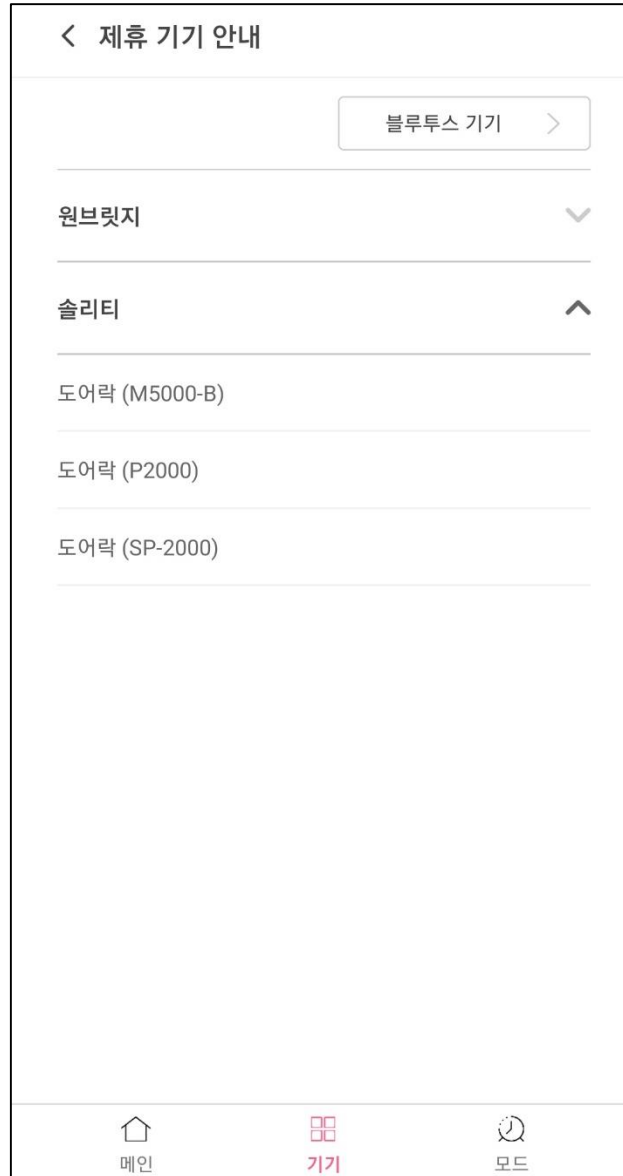 제휴 기기 안내
블루투스 기기
원브릿지
솔리티
도어락 (M5000-B)
도어락 (P2000)
도어락 (SP-2000)
메인
기기
모드